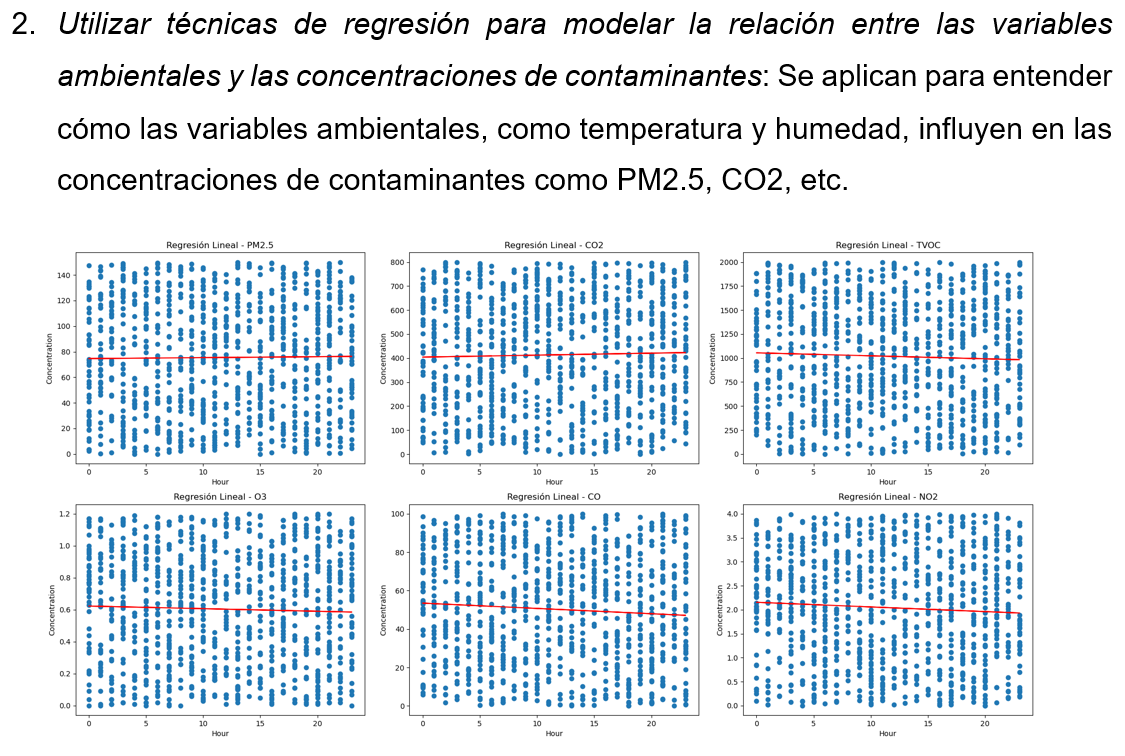 2. Utilizar técnicas de regresión para modelar la relación entre las variables
ambientales y las concentraciones de contaminantes: Se aplican para entender
cómo las variables ambientales, como temperatura y humedad, influyen en las
concentraciones de contaminantes como PM2.5, CO2, etc.
Regresión Lineal - PM2.5
Concentration
140
120
100
80
60
40
20
0
0 5 10 15 20
Hour
Regresión Lineal - CO2
Concentration
800
700
600
500
400
300
200
100
0
0 5 10 15 20
Hour
Regresión Lineal - TVOC
Concentration
2000
1750
1500
1250
1000
750
500
250
0
0 5 10 15 20
Hour
Regresión Lineal - O3
Concentration
1.2
1.0
0.8
0.6
0.4
0.2
0.0
0 5 10 15 20
Hour
Regresión Lineal - CO
Concentration
100
80
60
40
20
0
0 5 10 15 20
Hour
Regresión Lineal - NO2
Concentration
4.0
3.5
3.0
2.5
2.0
1.5
1.0
0.5
0.0
0 5 10 15 20
Hour